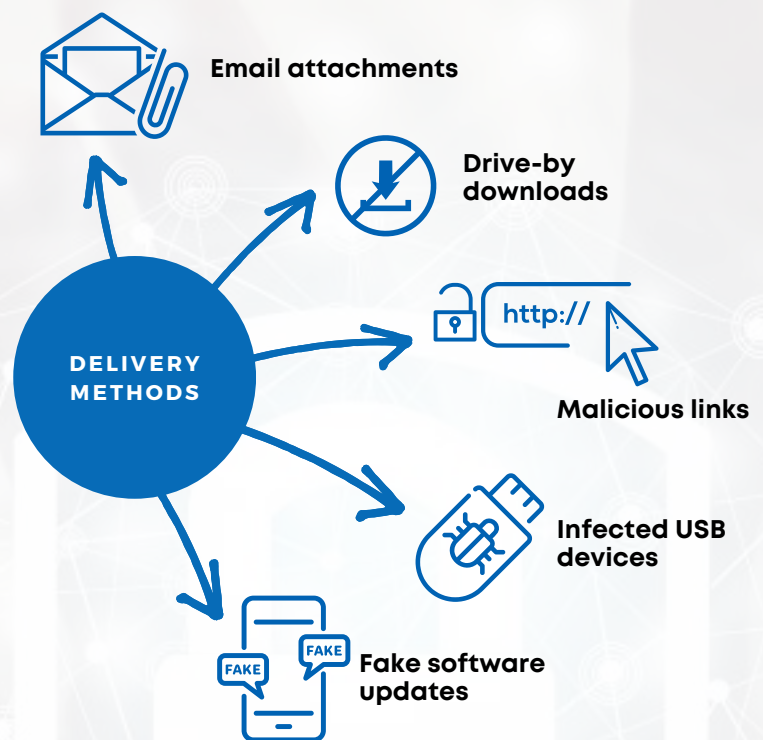 Email attachments
Drive-by
downloads
http://
Malicious links
DELIVERY
METHODS
Infected USB
devices
FAKE
FAKE
Fake software
updates